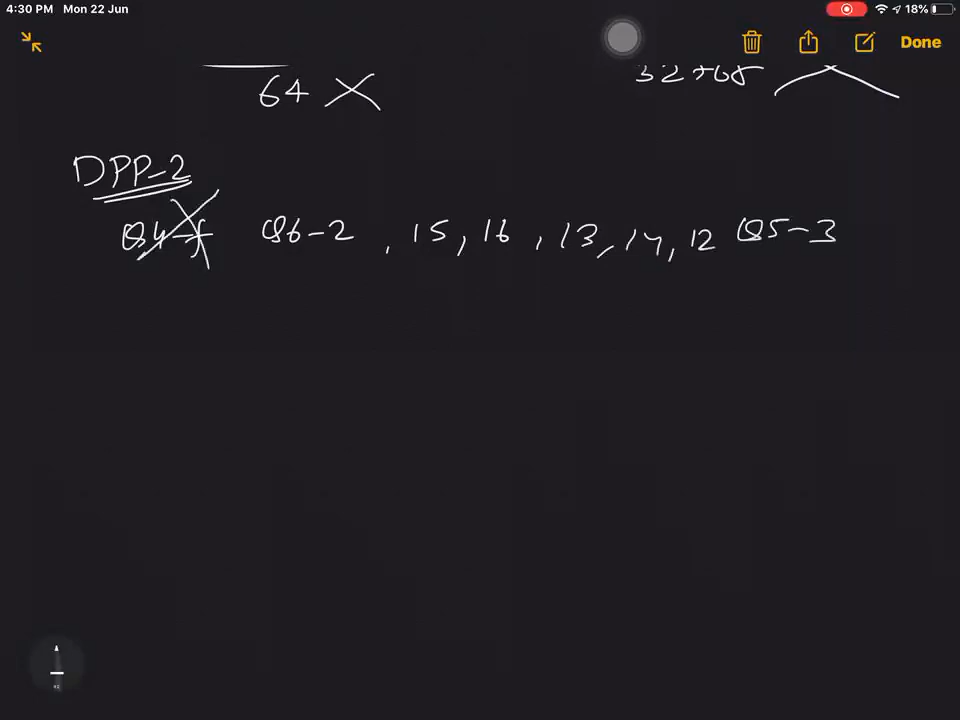 4:30 PM Mon 22 Jun 18%
Done
64
DPP-2
Q6-2 , 15, 16 , 13, 14, 12 Q5-3